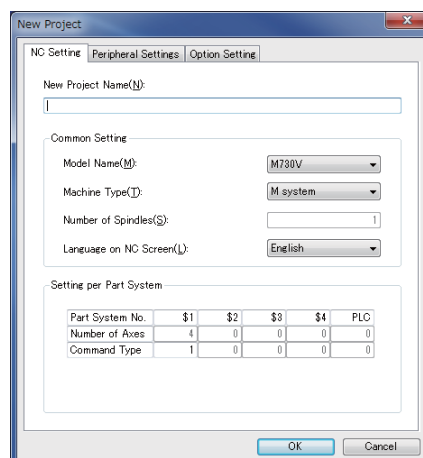 New Project
NC Setting Peripheral Settings Option Setting
New Project Name(N):
Common Setting
Model Name(M): M730V
Machine Type(T): M system
Number of Spindles(S): 1
Language on NC Screen(L): English
Setting per Part System
Part System No. $1 $2 $3 $4 PLC
Number of Axes 4 0 0 0 0
Command Type 1 0 0 0 0
OK Cancel